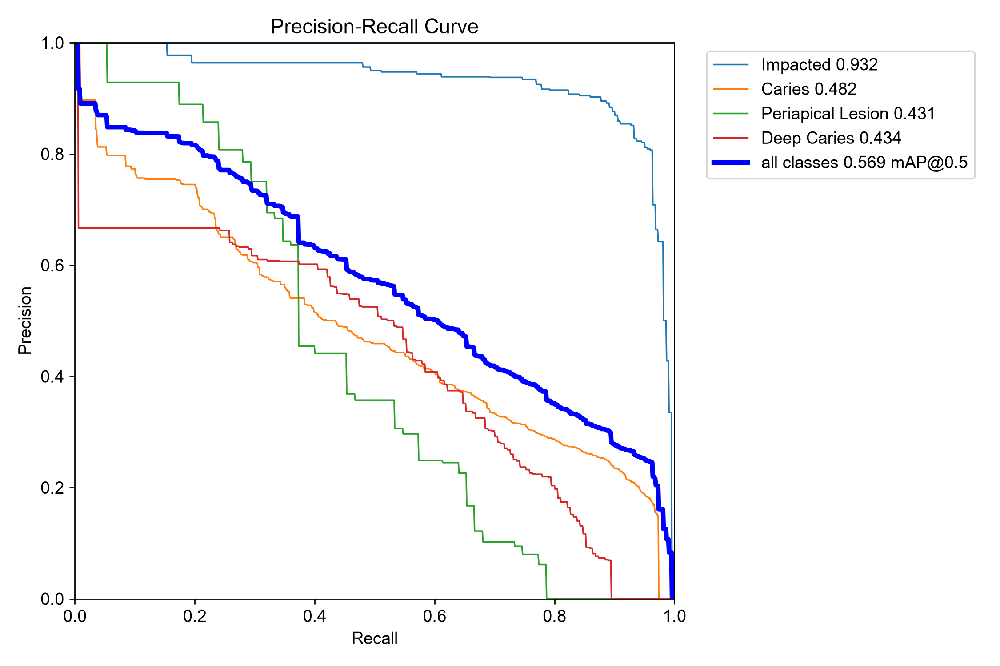 Precision-Recall Curve
1.0
0.8
0.6
0.4
0.2
0.0
Precision
0.0 0.2 0.4 0.6 0.8 1.0
Recall
Impacted 0.932
Caries 0.482
Periapical Lesion 0.431
Deep Caries 0.434
all classes 0.569 mAP@0.5